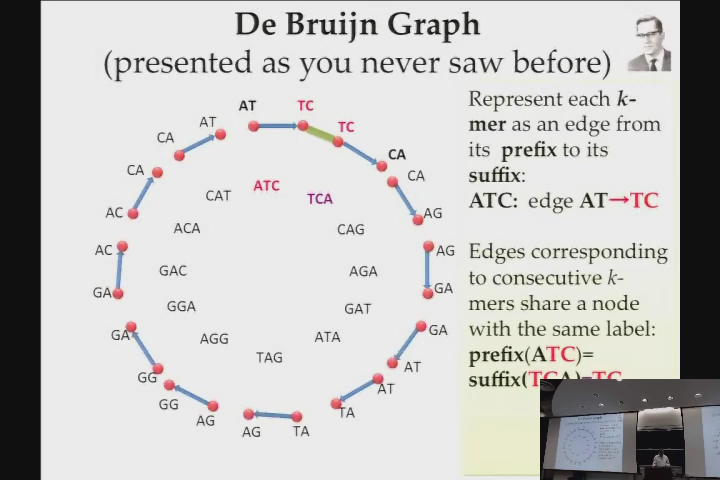 De Bruijn Graph
(presented as you never saw before)
AT
TC
TC
CA
CA
AG
AG
GA
GA
AT
AT
TA
TA
AG
AG
GG
GG
GA
GA
AC
AC
CA
CA
AT
ATC
TCA
CAG
AGA
GAT
ATA
TAG
AGG
GGA
GAC
ACA
CAT
Represent each k-
mer as an edge from
its prefix to its
suffix:
ATC: edge AT→TC
Edges corresponding
to consecutive k-
mers share a node
with the same label:
prefix(ATC)=
suffix(TCA)=TC